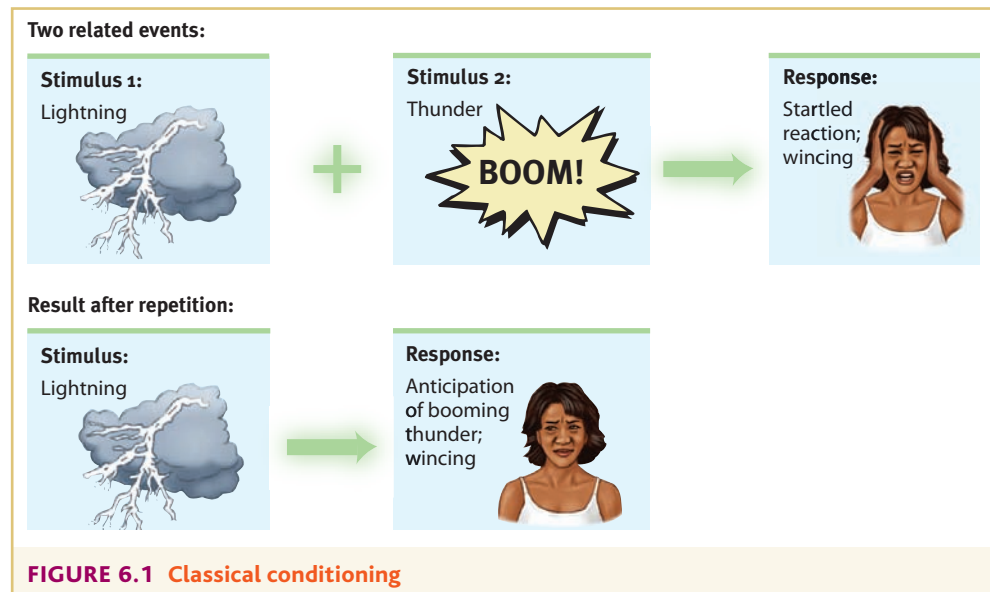 Two related events:
Stimulus 1:
Lightning
Stimulus 2:
Thunder
BOOM!
Response:
Startled
reaction;
wincing
Result after repetition:
Stimulus:
Lightning
Response:
Anticipation
of booming
thunder;
wincing
FIGURE 6.1 Classical conditioning